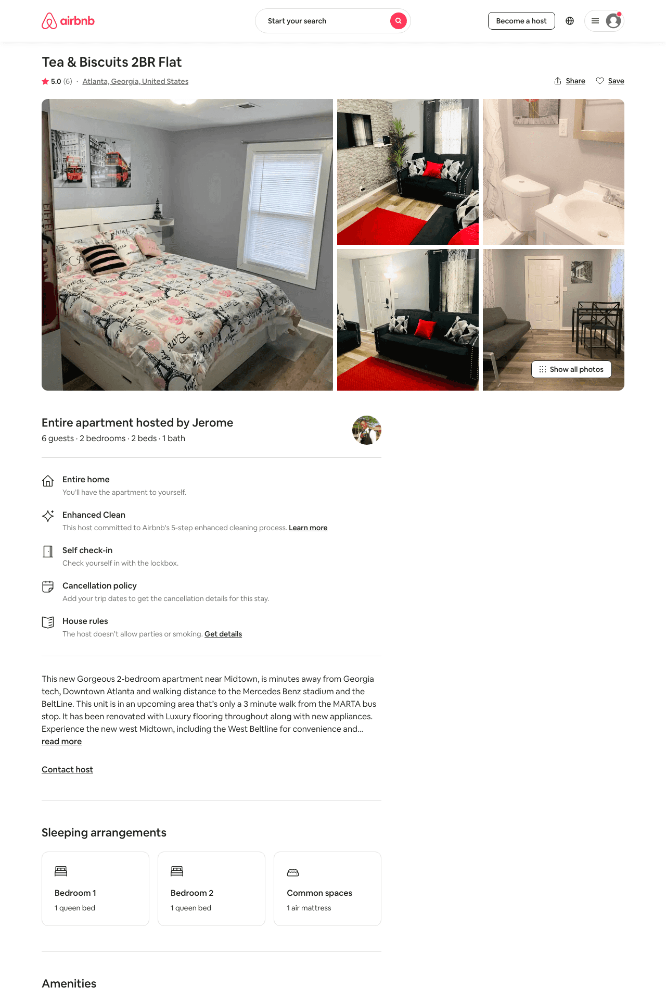 airbnb
Start your search
Become a host
Tea & Biscuits 2BR Flat
5.0 (6) · Atlanta, Georgia, United States
Share
Save
EIFFEL
Paris
Paris
Paris
Paris
Paris
Show all photos
Entire apartment hosted by Jerome
6 guests · 2 bedrooms · 2 beds · 1 bath
Entire home
You’ll have the apartment to yourself.
Enhanced Clean
This host committed to Airbnb's 5-step enhanced cleaning process. Learn more
Self check-in
Check yourself in with the lockbox.
Cancellation policy
Add your trip dates to get the cancellation details for this stay.
House rules
The host doesn’t allow parties or smoking. Get details
This new Gorgeous 2-bedroom apartment near Midtown, is minutes away from Georgia
tech, Downtown Atlanta and walking distance to the Mercedes Benz stadium and the
BeltLine. This unit is in an upcoming area that’s only a 3 minute walk from the MARTA bus
stop. It has been renovated with Luxury flooring throughout along with new appliances.
Experience the new west Midtown, including the West Beltline for convenience and…
read more
Contact host
Sleeping arrangements
Bedroom 1
1 queen bed
Bedroom 2
1 queen bed
Common spaces
1 air mattress
Amenities